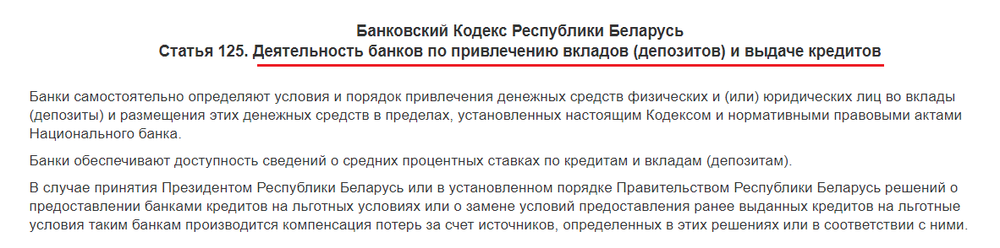 Банковский Кодекс Республики Беларусь
Статья 125. Деятельность банков по привлечению вкладов (депозитов) и выдаче кредитов
Банки самостоятельно определяют условия и порядок привлечения денежных средств физических и (или) юридических лиц во вклады
(депозиты) и размещения этих денежных средств в пределах, установленных настоящим Кодексом и нормативными правовыми актами
Национального банка.
Банки обеспечивают доступность сведений о средних процентных ставках по кредитам и вкладам (депозитам).
В случае принятия Президентом Республики Беларусь или в установленном порядке Правительством Республики Беларусь решений о
предоставлении банками кредитов на льготных условиях или о замене условий предоставления ранее выданных кредитов на льготные
условия таким банкам производится компенсация потерь за счет источников, определенных в этих решениях или в соответствии с ними.